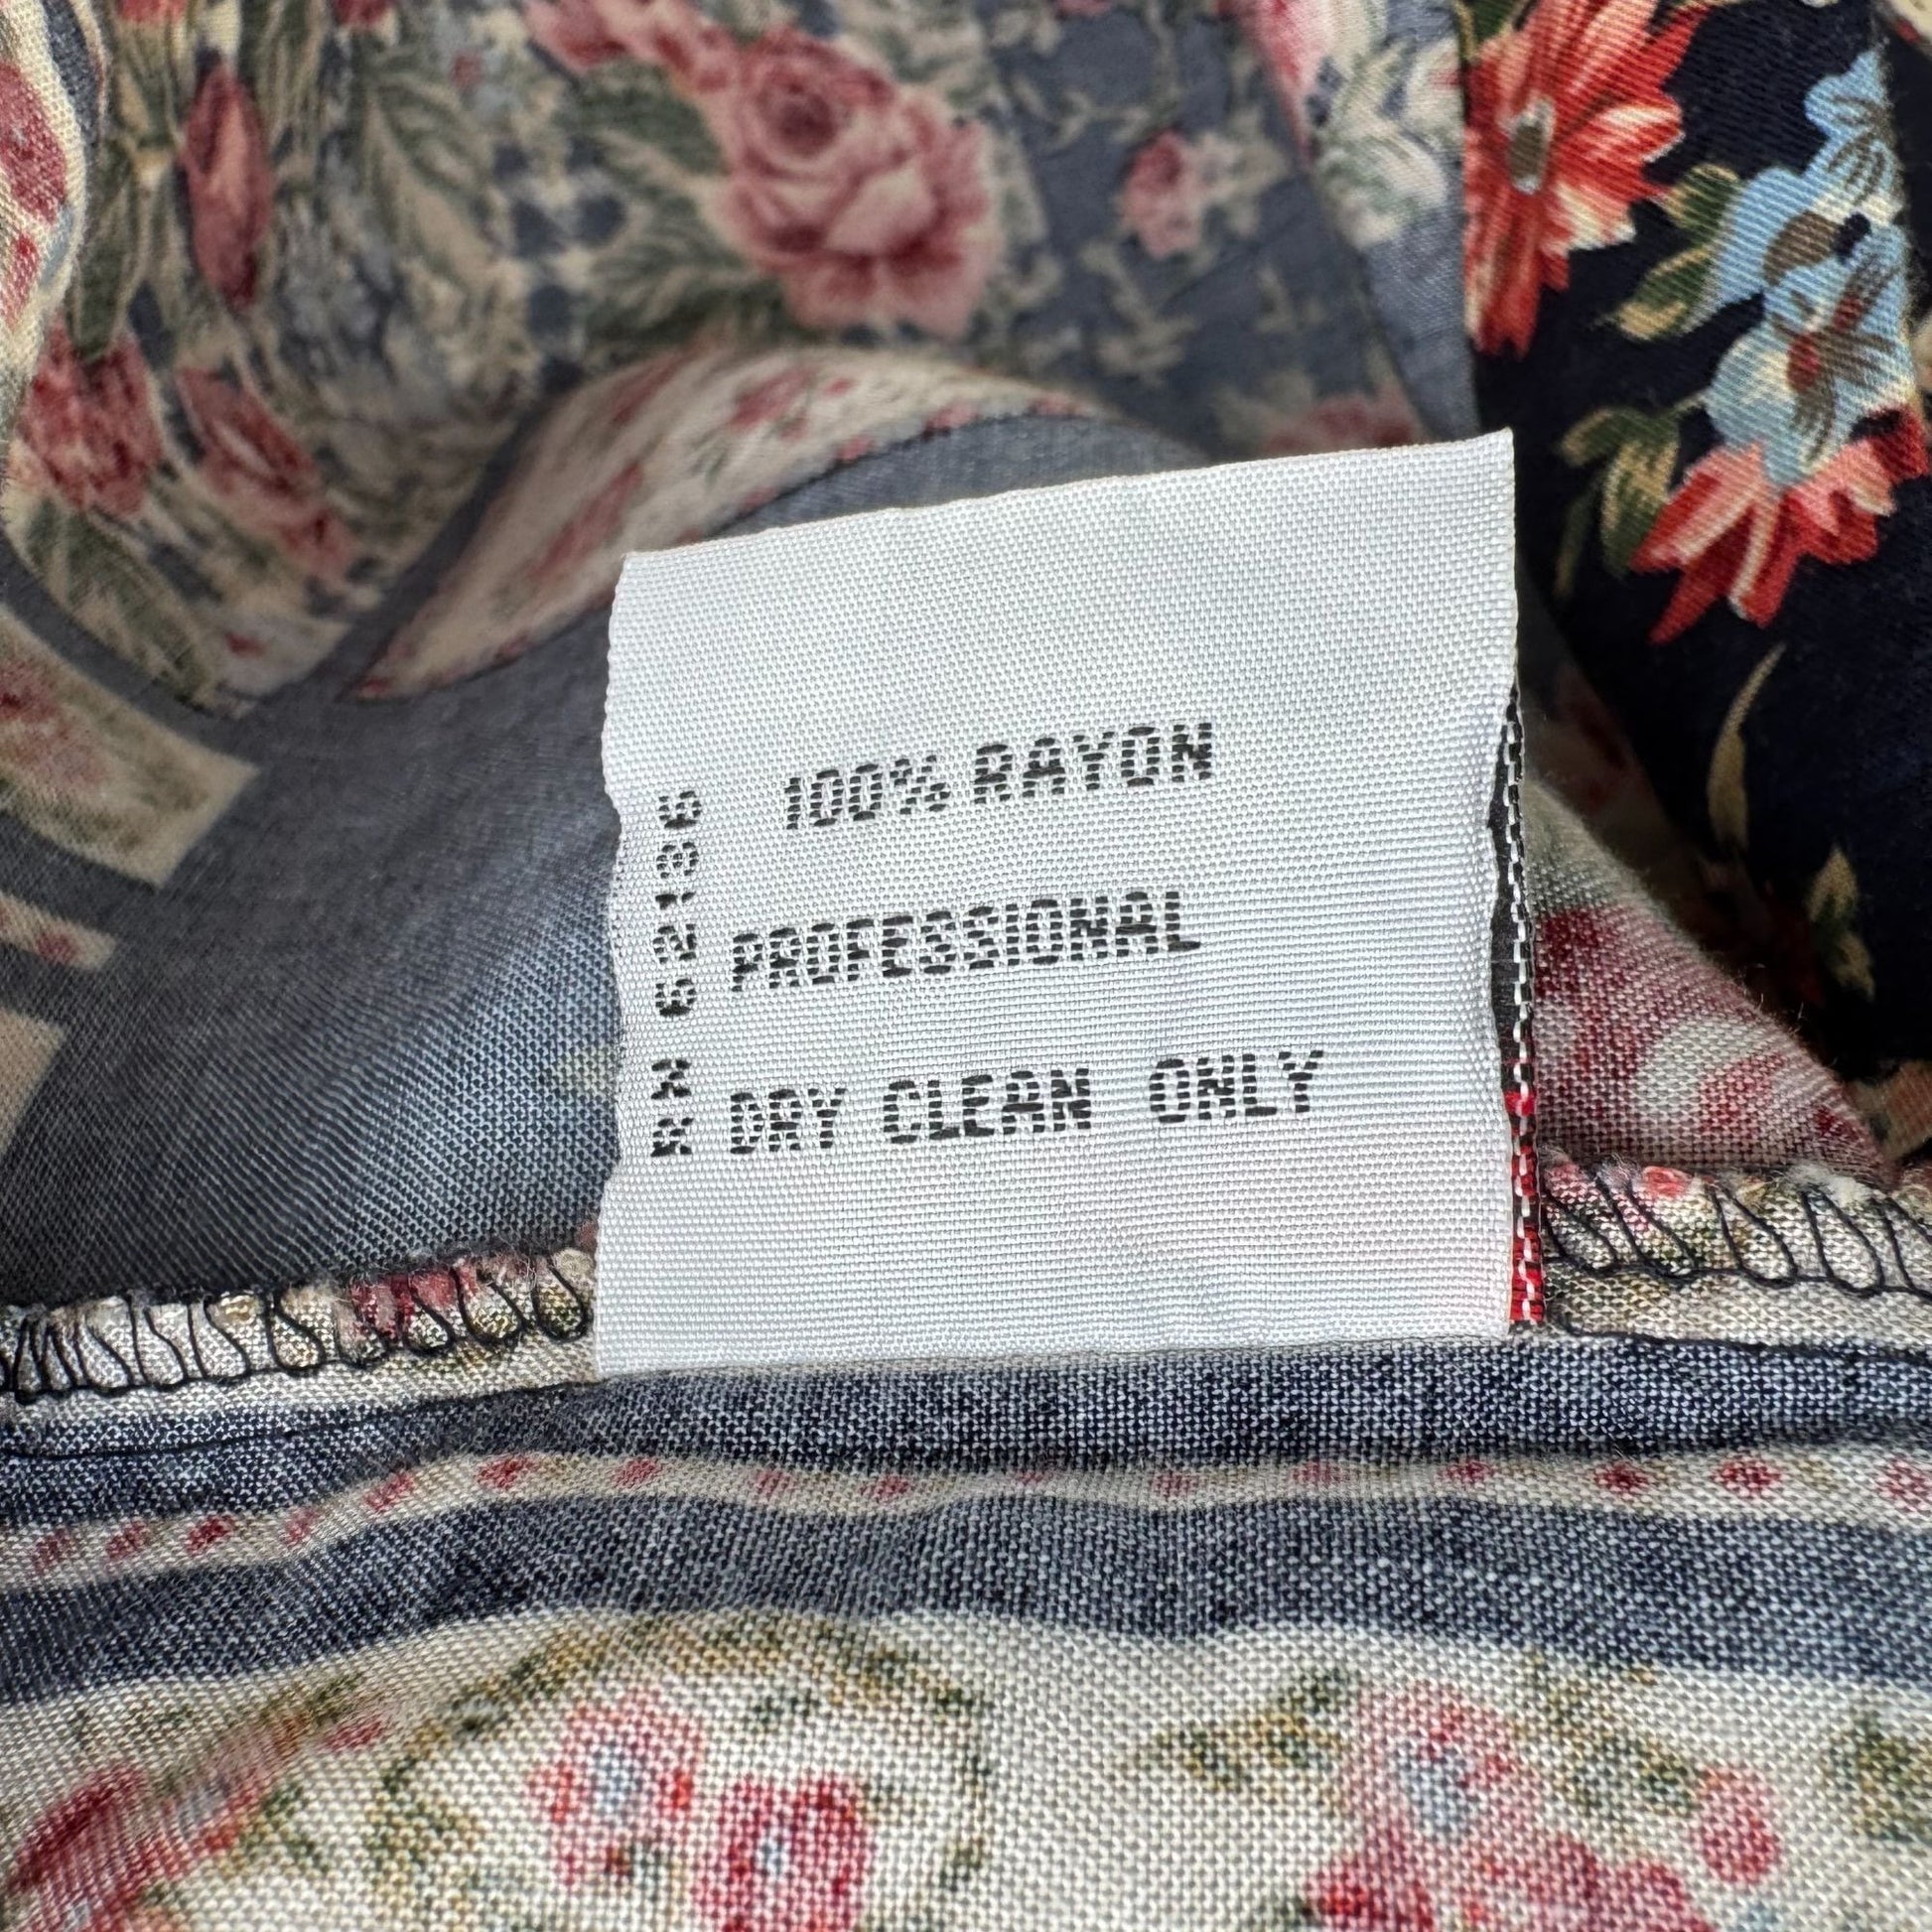 100% RAYON
PROFESSIONAL
DRY CLEAN ONLY
RN 62136